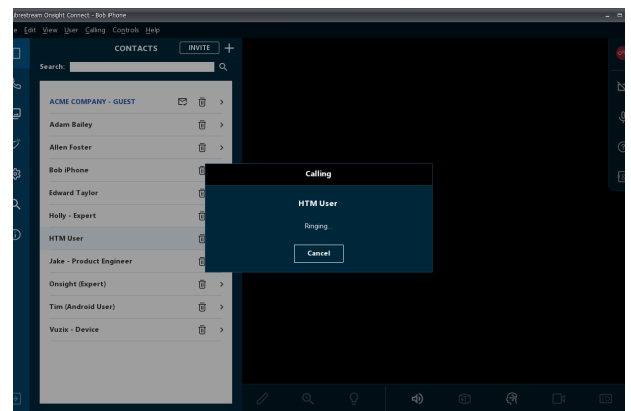 Onsight Connect - Bob iPhone
Edit View User Calling Controls Help
CONTACTS INVITE +
Search:
ACME COMPANY - GUEST
Adam Bailey
Allen Foster
Bob iPhone
Calling
Edward Taylor
HTM User
Holly - Expert
Ringing..
HTM User
Cancel
Jake - Product Engineer
Onsight (Expert)
Tim (Android User)
Vuzix - Device